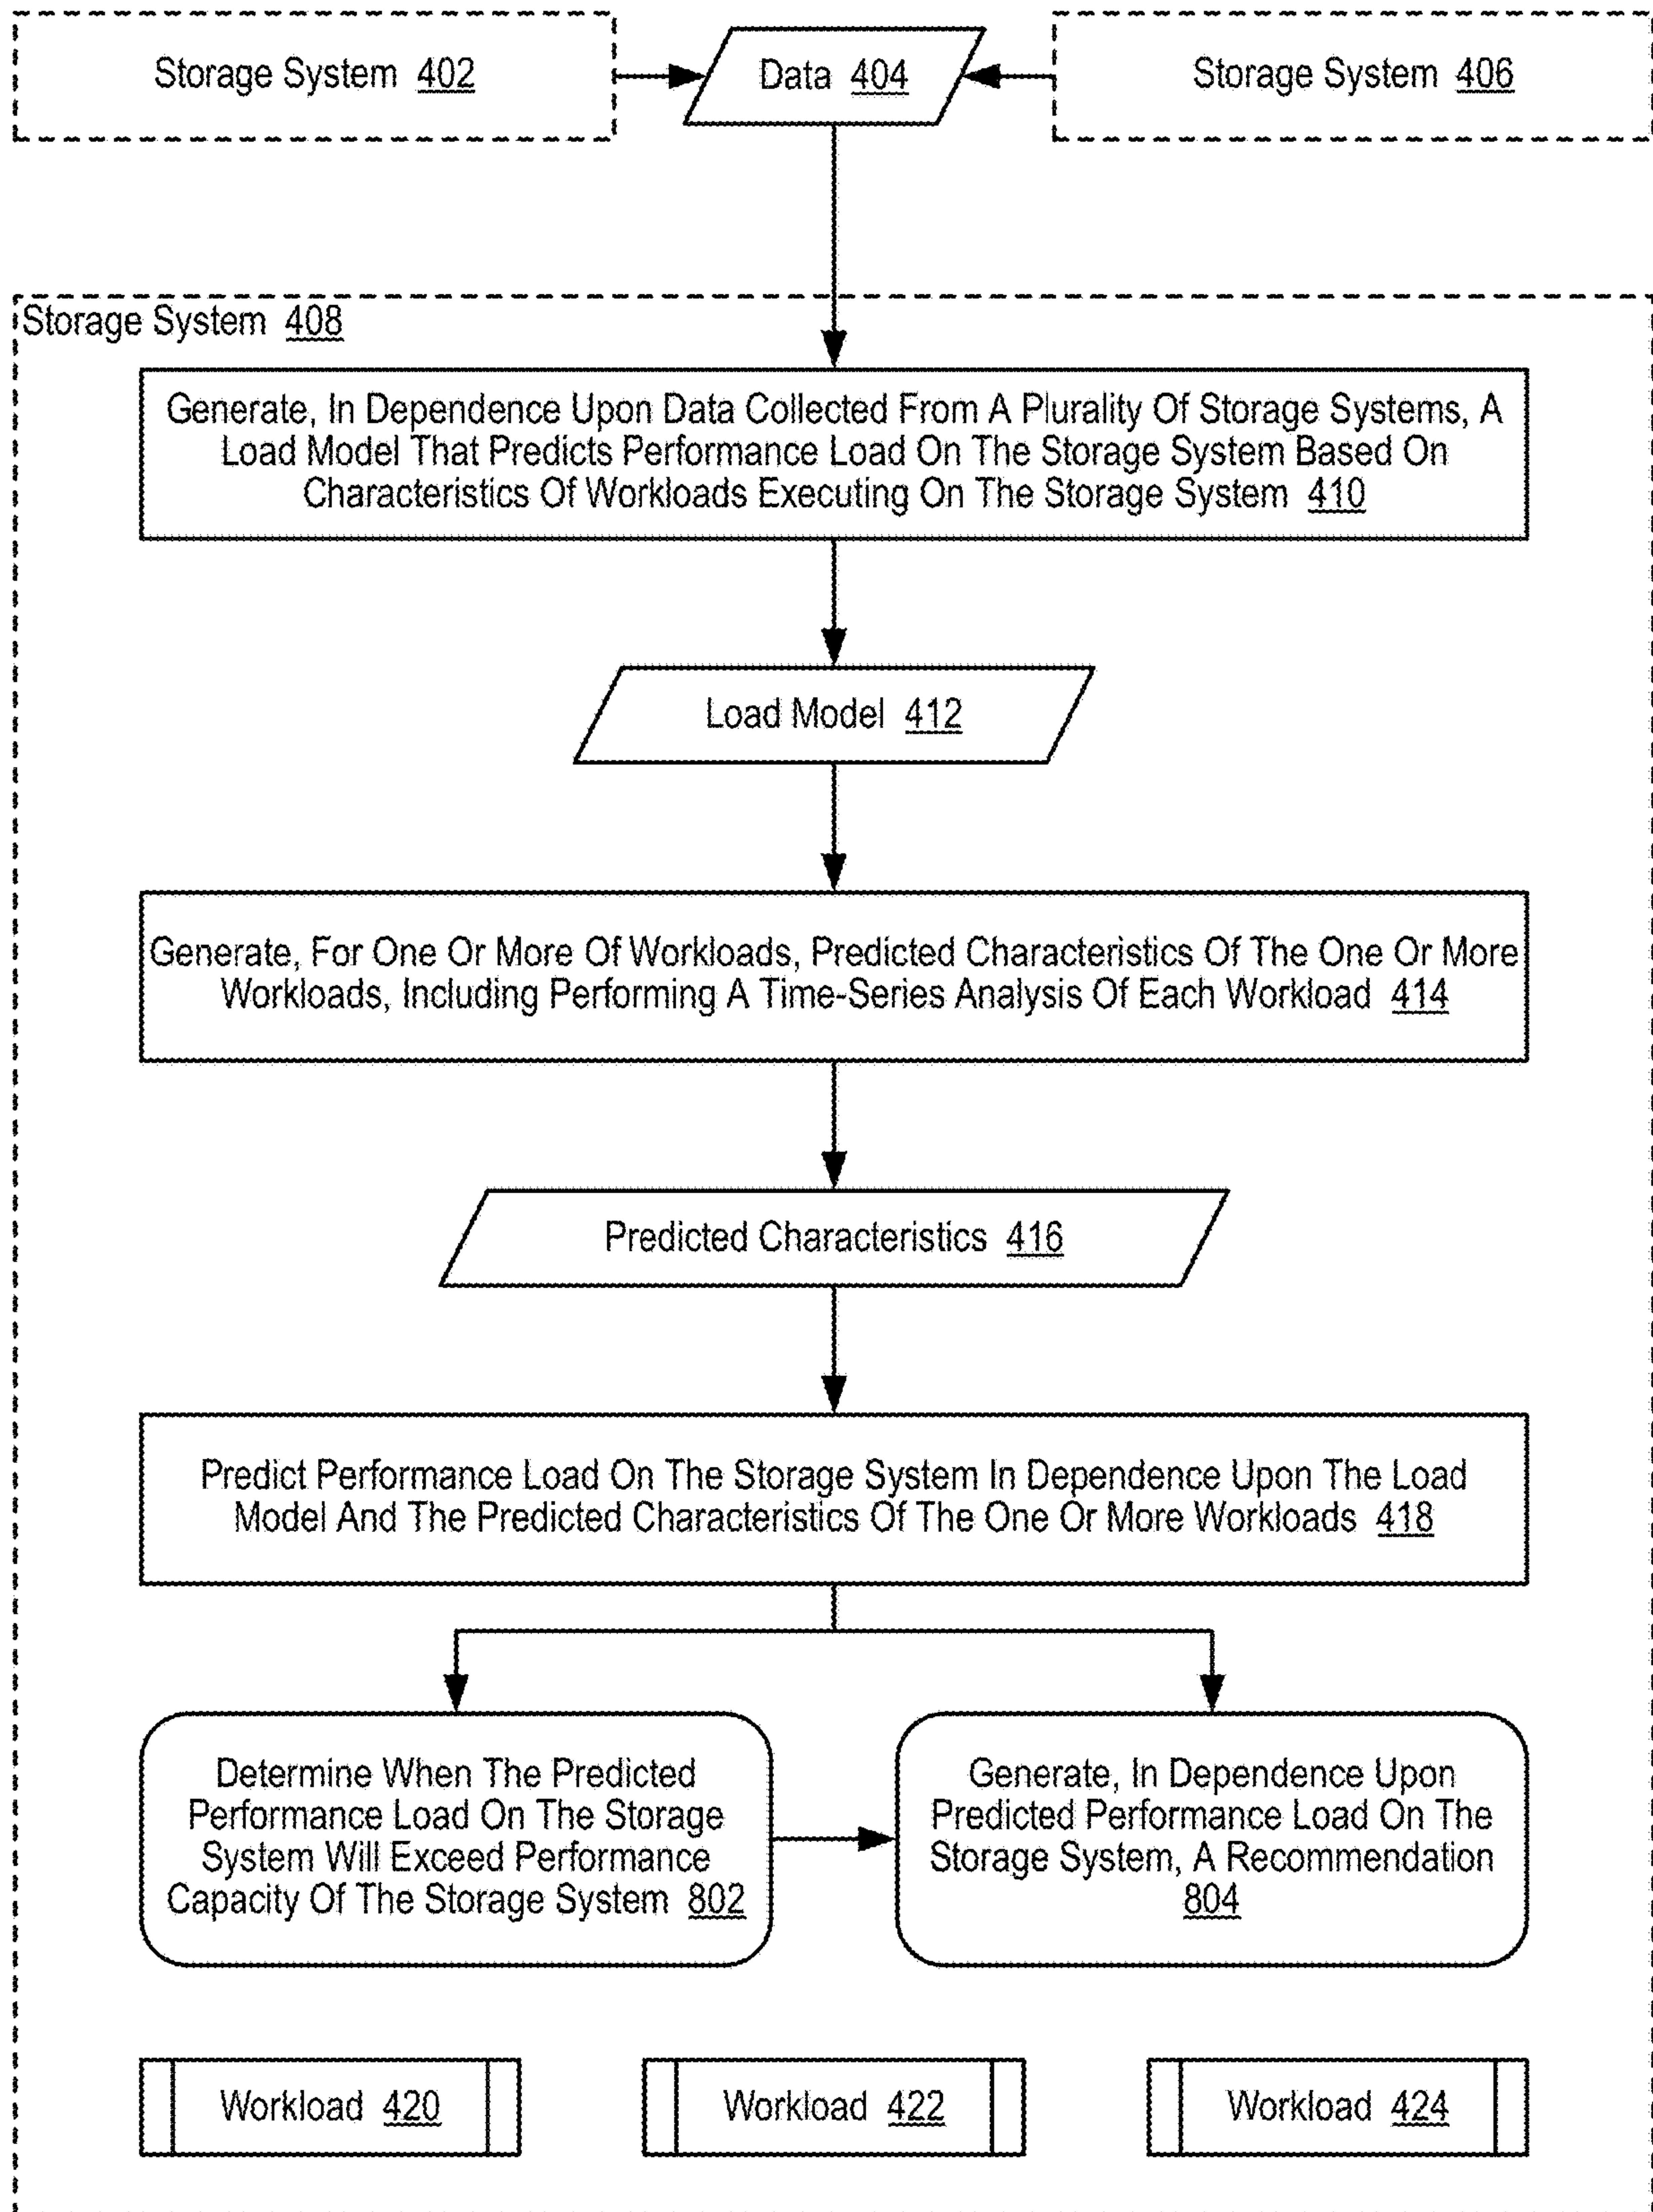 Storage System 402
Data 404
Storage System 406
Storage System 408
Generate, In Dependence Upon Data Collected From A Plurality Of Storage Systems, A
Load Model That Predicts Performance Load On The Storage System Based On
Characteristics Of Workloads Executing On The Storage System 410
Load Model 412
Generate, For One Or More Of Workloads, Predicted Characteristics Of The One Or More
Workloads, Including Performing A Time-Series Analysis Of Each Workload 414
Predicted Characteristics 416
Predict Performance Load On The Storage System In Dependence Upon The Load
Model And The Predicted Characteristics Of The One Or More Workloads 418
Determine When The Predicted
Performance Load On The Storage
System Will Exceed Performance
Capacity Of The Storage System 802
Generate, In Dependence Upon
Predicted Performance Load On The
Storage System, A Recommendation
804
Workload 420
Workload 422
Workload 424